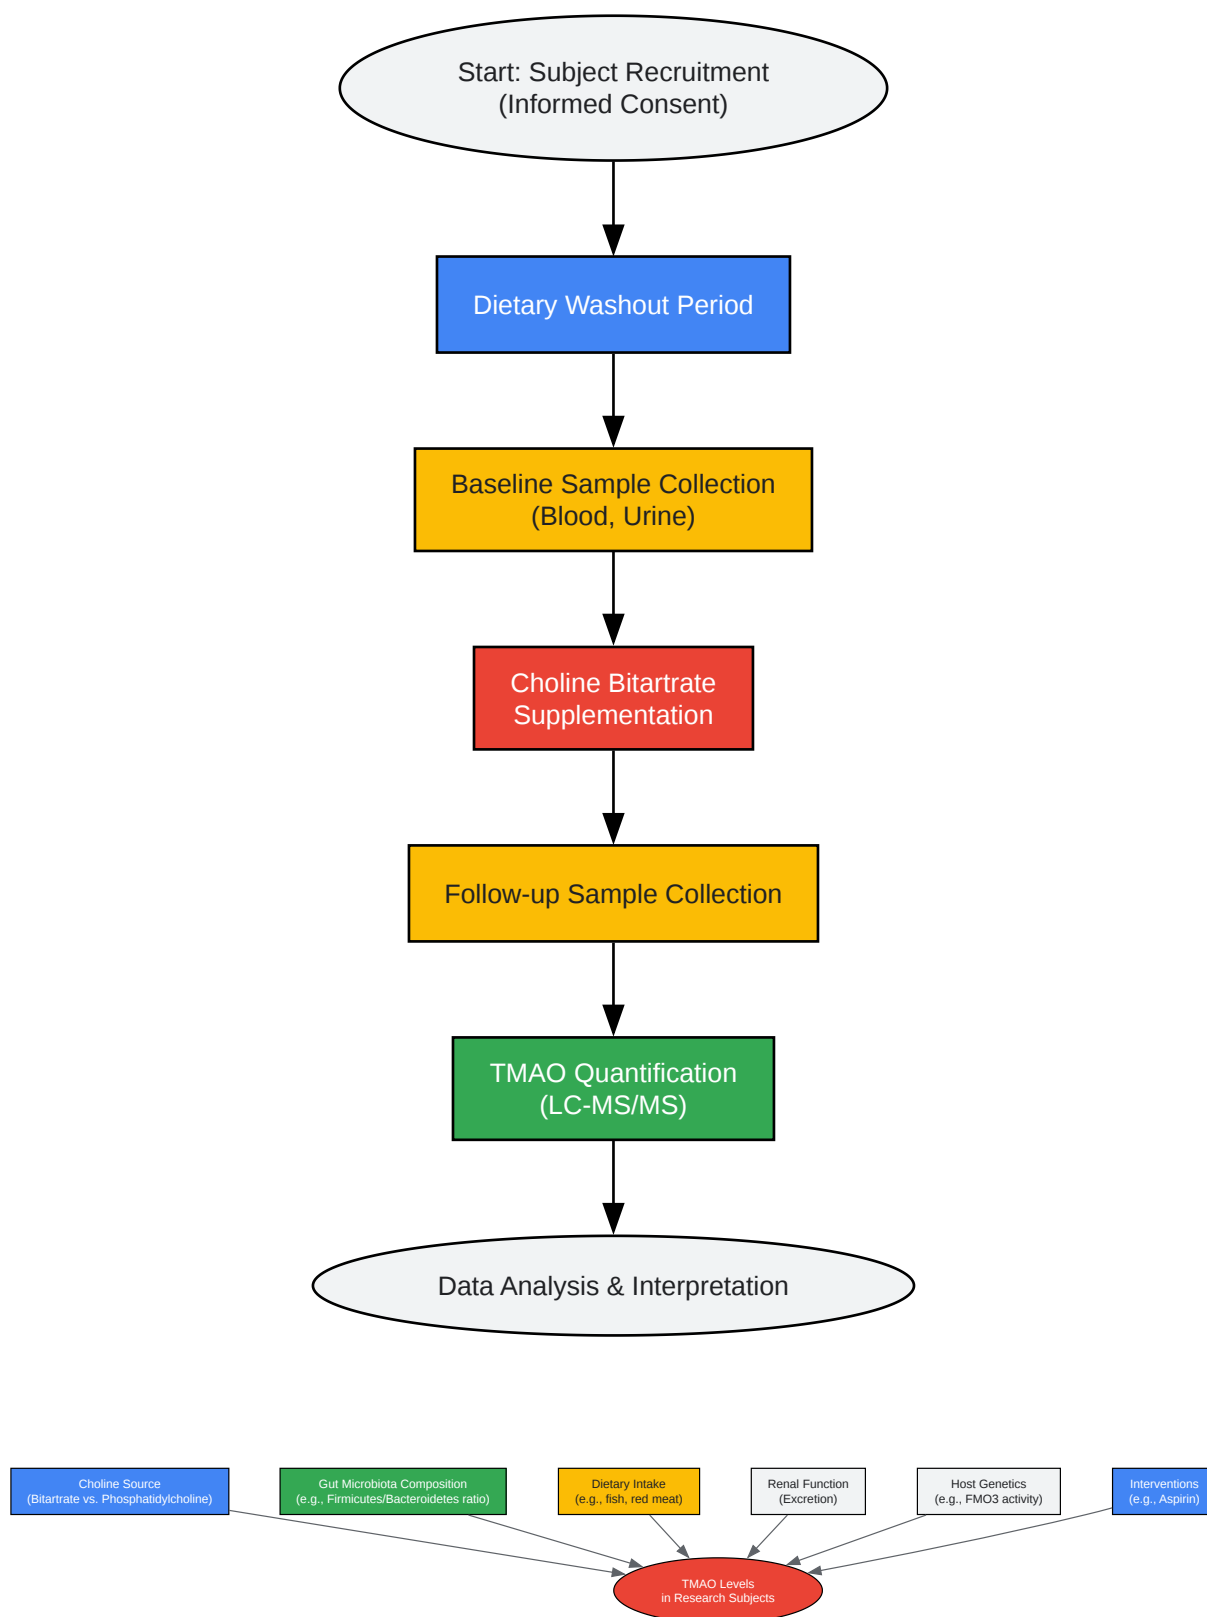 Start: Subject Recruitment
(Informed Consent)
Dietary Washout Period
Baseline Sample Collection
(Blood, Urine)
Choline Bitartrate
Supplementation
Follow-up Sample Collection
TMAO Quantification
(LC-MS/MS)
Data Analysis & Interpretation
Choline Source
(Bitartrate vs. Phosphatidylcholine)
Gut Microbiota Composition
(e.g., Firmicutes/Bacteroidetes ratio)
Dietary Intake
(e.g., fish, red meat)
Renal Function
(Excretion)
Host Genetics
(e.g., FMO3 activity)
Interventions
(e.g., Aspirin)
TMAO Levels
in Research Subjects